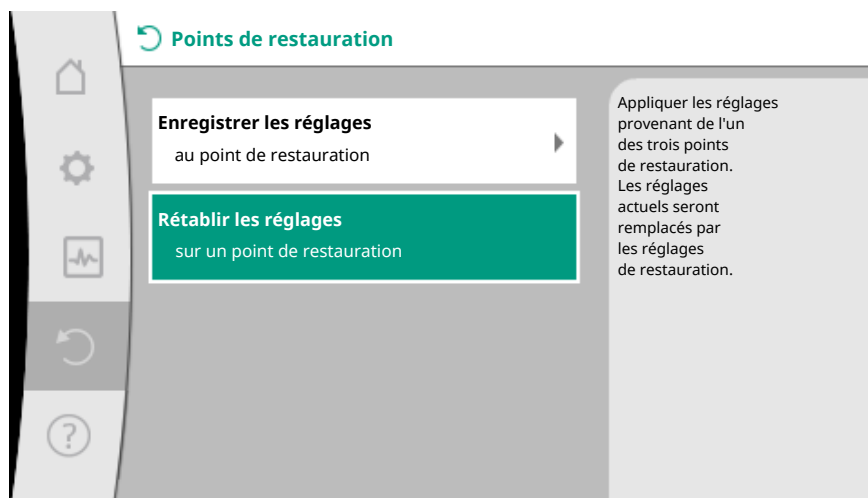 Points de restauration
Enregistrer les réglages
au point de restauration
Rétablir les réglages
sur un point de restauration
Appliquer les réglages
provenant de l'un
des trois points
de restauration.
Les réglages
actuels seront
remplacés par
les réglages
de restauration.
?